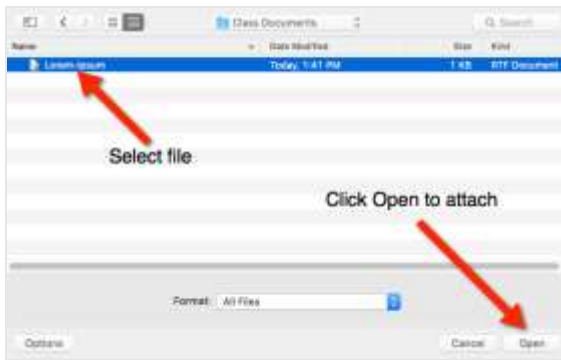 Class Documents Search
Name Date Modified Size Kind
Lorem ipsum Today, 1:41 PM 1 KB RTF Document
Select file
Click Open to attach
Format: All Files
Options Cancel Open